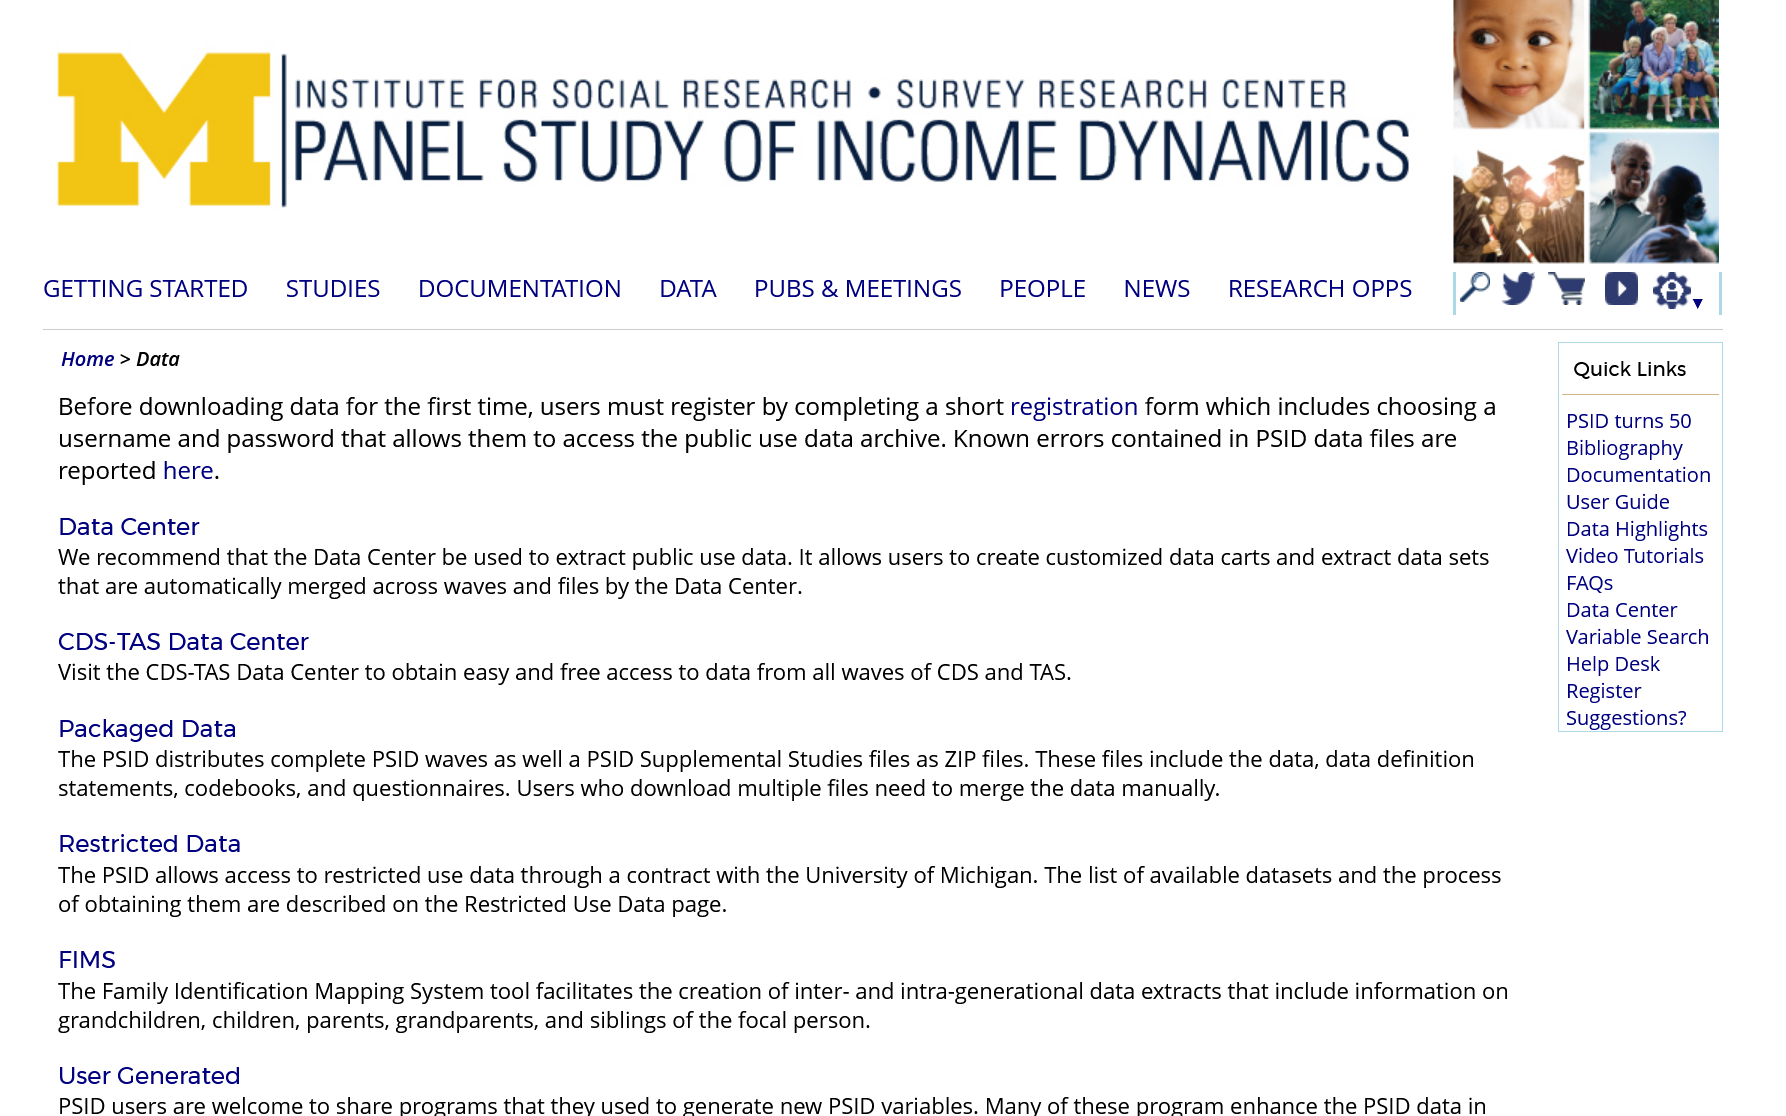 INSTITUTE FOR SOCIAL RESEARCH • SURVEY RESEARCH CENTER
PANEL STUDY OF INCOME DYNAMICS
GETTING STARTED STUDIES DOCUMENTATION DATA PUBS & MEETINGS PEOPLE NEWS RESEARCH OPPS
Home > Data
Before downloading data for the first time, users must register by completing a short registration form which includes choosing a
username and password that allows them to access the public use data archive. Known errors contained in PSID data files are
reported here.
Data Center
We recommend that the Data Center be used to extract public use data. It allows users to create customized data carts and extract data sets
that are automatically merged across waves and files by the Data Center.
CDS-TAS Data Center
Visit the CDS-TAS Data Center to obtain easy and free access to data from all waves of CDS and TAS.
Packaged Data
The PSID distributes complete PSID waves as well a PSID Supplemental Studies files as ZIP files. These files include the data, data definition
statements, codebooks, and questionnaires. Users who download multiple files need to merge the data manually.
Restricted Data
The PSID allows access to restricted use data through a contract with the University of Michigan. The list of available datasets and the process
of obtaining them are described on the Restricted Use Data page.
FIMS
The Family Identification Mapping System tool facilitates the creation of inter- and intra-generational data extracts that include information on
grandchildren, children, parents, grandparents, and siblings of the focal person.
User Generated
PSID users are welcome to share programs that they used to generate new PSID variables. Many of these program enhance the PSID data in
Quick Links
PSID turns 50
Bibliography
Documentation
User Guide
Data Highlights
Video Tutorials
FAQs
Data Center
Variable Search
Help Desk
Register
Suggestions?